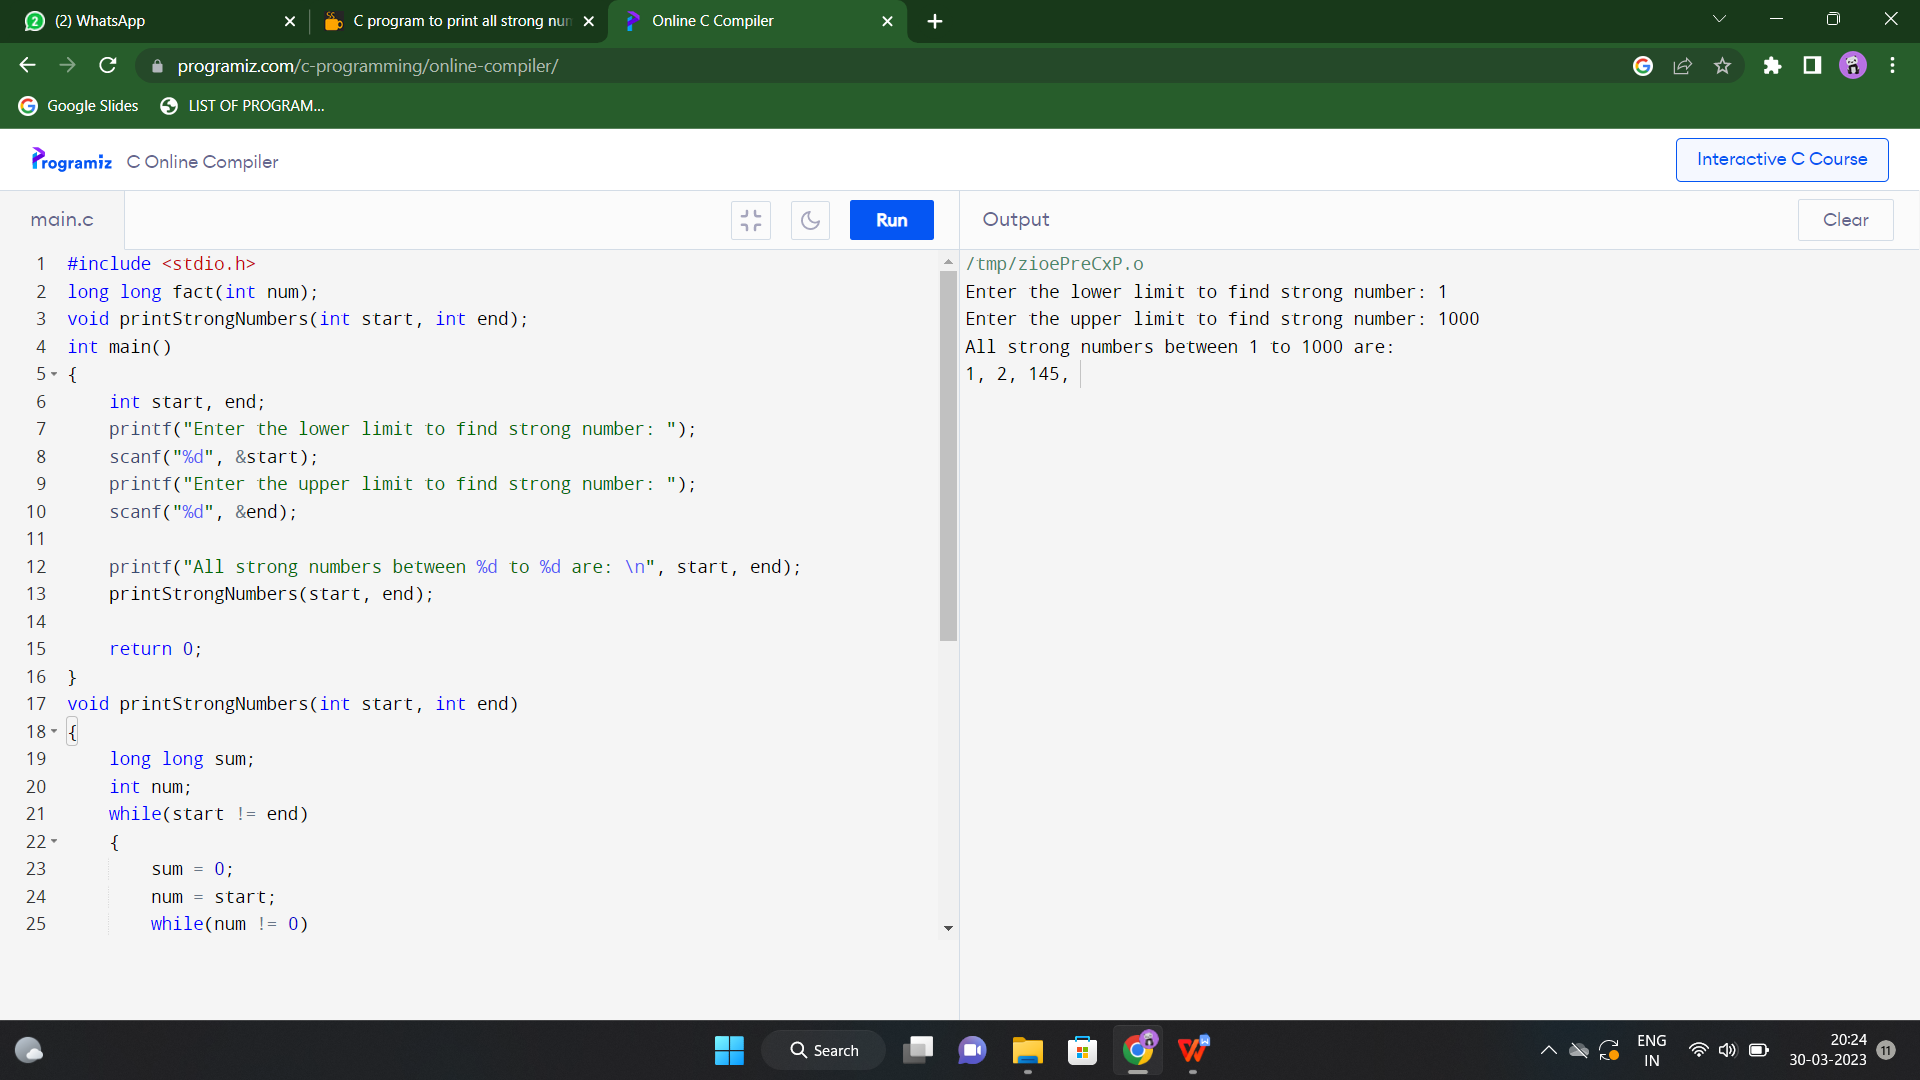 (2) WhatsApp
C program to print all strong num
Online C Compiler
programiz.com/c-programming/online-compiler/
Google Slides
LIST OF PROGRAM...
Programiz C Online Compiler
Interactive C Course
main.c
Run
Output
Clear
1 #include <stdio.h>
2 long long fact(int num);
3 void printStrongNumbers(int start, int end);
4 int main()
5 {
6 int start, end;
7 printf("Enter the lower limit to find strong number: ");
8 scanf("%d", &start);
9 printf("Enter the upper limit to find strong number: ");
10 scanf("%d", &end);
11
12 printf("All strong numbers between %d to %d are: \n", start, end);
13 printStrongNumbers(start, end);
14
15 return 0;
16 }
17 void printStrongNumbers(int start, int end)
18 {
19 long long sum;
20 int num;
21 while(start != end)
22 {
23 sum = 0;
24 num = start;
25 while(num != 0)
/tmp/zioePreCxP.o
Enter the lower limit to find strong number: 1
Enter the upper limit to find strong number: 1000
All strong numbers between 1 to 1000 are:
1, 2, 145,
Search
ENG
IN
20:24
30-03-2023
11